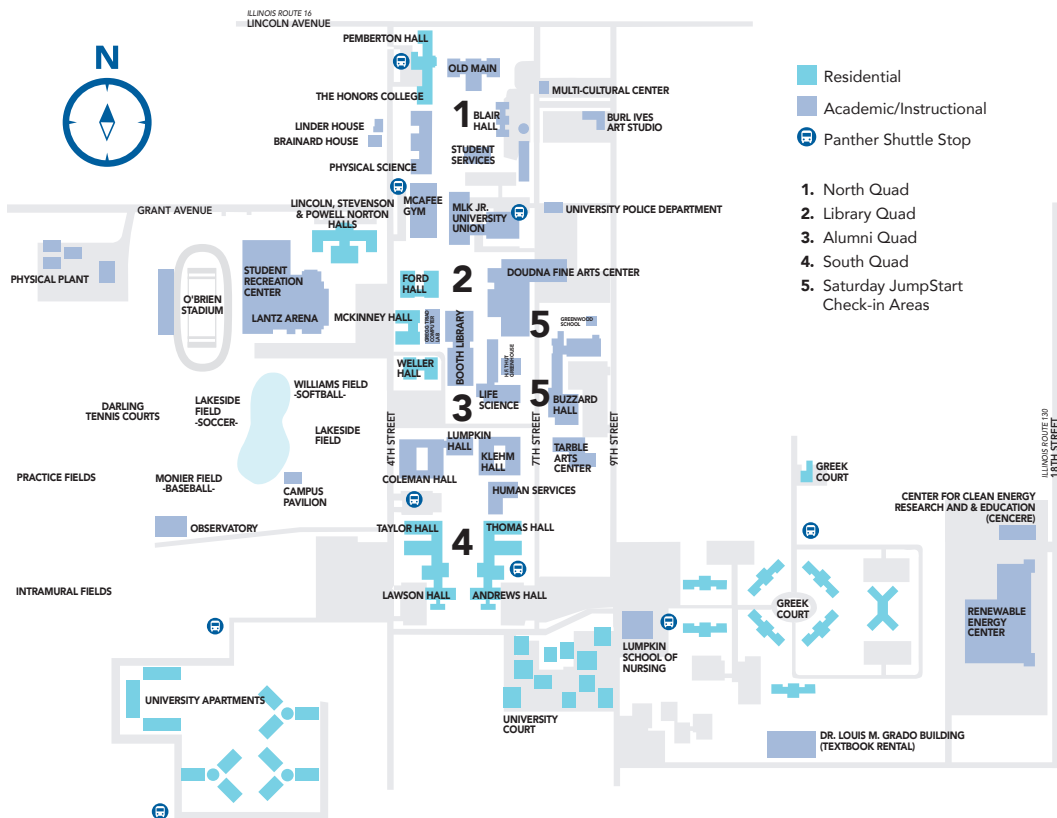 ILLINOIS ROUTE 16
LINCOLN AVENUE
N
PEMBERTON HALL
OLD MAIN
THE HONORS COLLEGE
1
BLAIR
HALL
MULTI-CULTURAL CENTER
BURL IVES
ART STUDIO
LINDER HOUSE
BRAINARD HOUSE
STUDENT
SERVICES
PHYSICAL SCIENCE
Residential
Academic/Instructional
Panther Shuttle Stop
1. North Quad
2. Library Quad
3. Alumni Quad
4. South Quad
5. Saturday JumpStart
Check-in Areas
GRANT AVENUE
LINCOLN, STEVENSON
& POWELL NORTON
HALLS
MCAFEE
GYM
MLK JR.
UNIVERSITY
UNION
UNIVERSITY POLICE DEPARTMENT
PHYSICAL PLANT
O'BRIEN
STADIUM
STUDENT
RECREATION
CENTER
LANTZ ARENA
FORD
HALL
2
DOUDNA FINE ARTS CENTER
MCKINNEY HALL
GREGG TRIAD
COMPUTER
LAB
BOOTH LIBRARY
5
GREENWOOD
SCHOOL
WELLER
HALL
H.F. THUT
GREENHOUSE
LIFE
SCIENCE
5
BUZZARD
HALL
WILLIAMS FIELD
-SOFTBALL-
DARLING
TENNIS COURTS
LAKESIDE
FIELD
-SOCCER-
LAKESIDE
FIELD
3
4TH STREET
7TH STREET
9TH STREET
ILLINOIS ROUTE 130
18TH STREET
LUMPKIN
HALL
KLEHM
HALL
TARBLE
ARTS
CENTER
COLEMAN HALL
PRACTICE FIELDS
MONIER FIELD
-BASEBALL-
CAMPUS
PAVILION
HUMAN SERVICES
GREEK
COURT
CENTER FOR CLEAN ENERGY
RESEARCH AND & EDUCATION
(CENCERE)
OBSERVATORY
TAYLOR HALL
THOMAS HALL
4
INTRAMURAL FIELDS
LAWSON HALL
ANDREWS HALL
GREEK
COURT
RENEWABLE
ENERGY
CENTER
LUMPKIN
SCHOOL OF
NURSING
UNIVERSITY APARTMENTS
UNIVERSITY
COURT
DR. LOUIS M. GRADO BUILDING
(TEXTBOOK RENTAL)